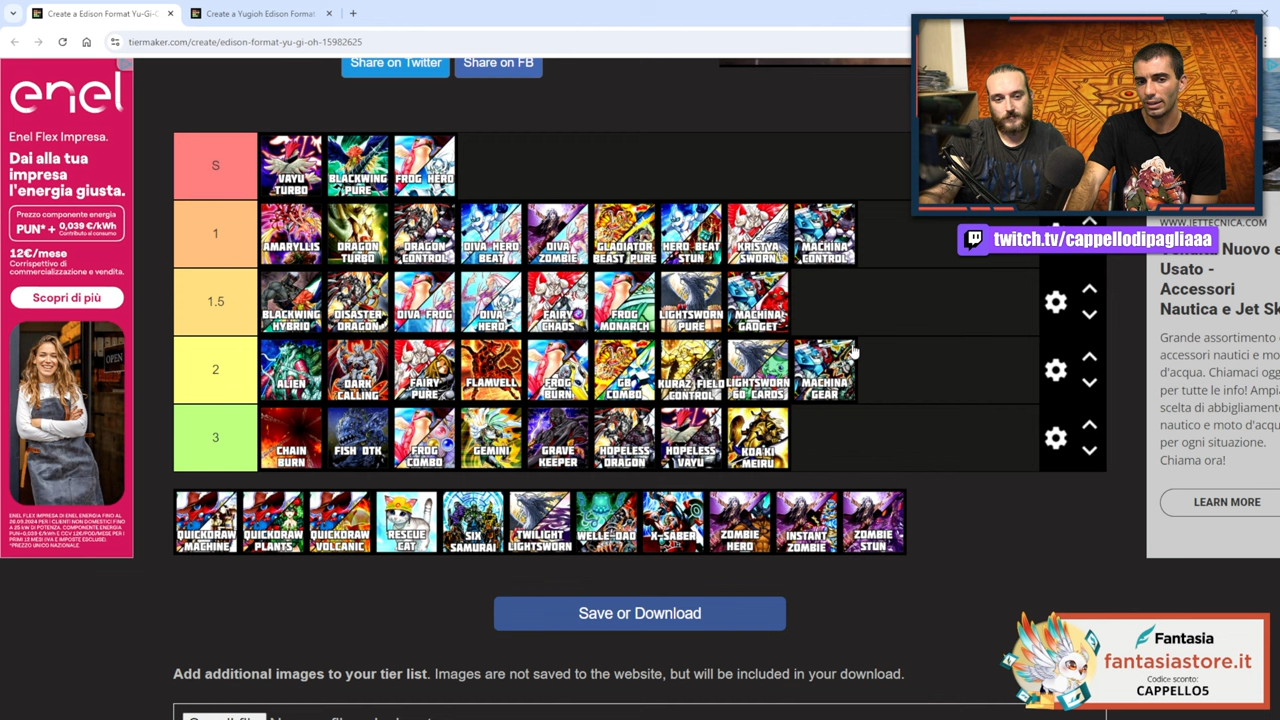 Create a Edison Format Yu-Gi-O
Create a Yugioh Edison Format
tiermaker.com/create/edison-format-yu-gi-oh-15982625
Share on Twitter
Share on FB
enel
Enel Flex Impresa.
Dai alla tua
impresa
l'energia giusta.
Prezzo componente energia
PUN* + 0,039 €/kWh
12€/mese
Corrispettivo di
commercializzazione e vendita.
Scopri di più
OPEN
S
VAYU TURBO
BLACKWING PURE
FROG HERO
1
AMARYLLIS
DRAGON TURBO
DRAGON CONTROL
DIVA HERO BEAT
DIVA ZOMBIE
GLADIATOR BEAST PURE
HERO BEAT STUN
KRISTYA SWORN
MACHINA CONTROL
1.5
BLACKWING HYBRID
DISASTER DRAGON
DIVA FROG
DIVA HERO
FAIRY CHAOS
FROG MONARCH
LIGHTSWORN PURE
MACHINA GADGET
2
ALIEN
DARK CALLING
FAIRY PURE
FLAMVELL
FROG BURN
GB COMBO
KURAZ FIELD CONTROL
LIGHTSWORN 60 CARDS
MACHINA GEAR
3
CHAIN BURN
FISH OTK
FROG COMBO
GEMINI
GRAVE KEEPER
HOPELESS DRAGON
HOPELESS VAYU
KOA KI MEIRU
QUICKDRAW MACHINE
QUICKDRAW PLANTS
QUICKDRAW VOLCANIC
RESCUE CAT
SIX SAMURAI
TWILIGHT LIGHTSWORN
WELLE-DAD
X-SABER
ZOMBIE HERO
INSTANT ZOMBIE
ZOMBIE STUN
Save or Download
Add additional images to your tier list. Images are not saved to the website, but will be included in your download.
twitch.tv/cappellodipagliaaa
WWW.JETTECNICA.COM
Nuovo e
Usato -
Accessori
Nautica e Jet Sk
Grande assortimento
accessori nautici e mo
d'acqua. Chiamaci ogg
per tutte le info! Ampia
scelta di abbigliamento
nautico e moto d'acqu
per ogni situazione.
Chiama ora!
LEARN MORE
Fantasia
fantasiastore.it
Codice sconto:
CAPPELLO5